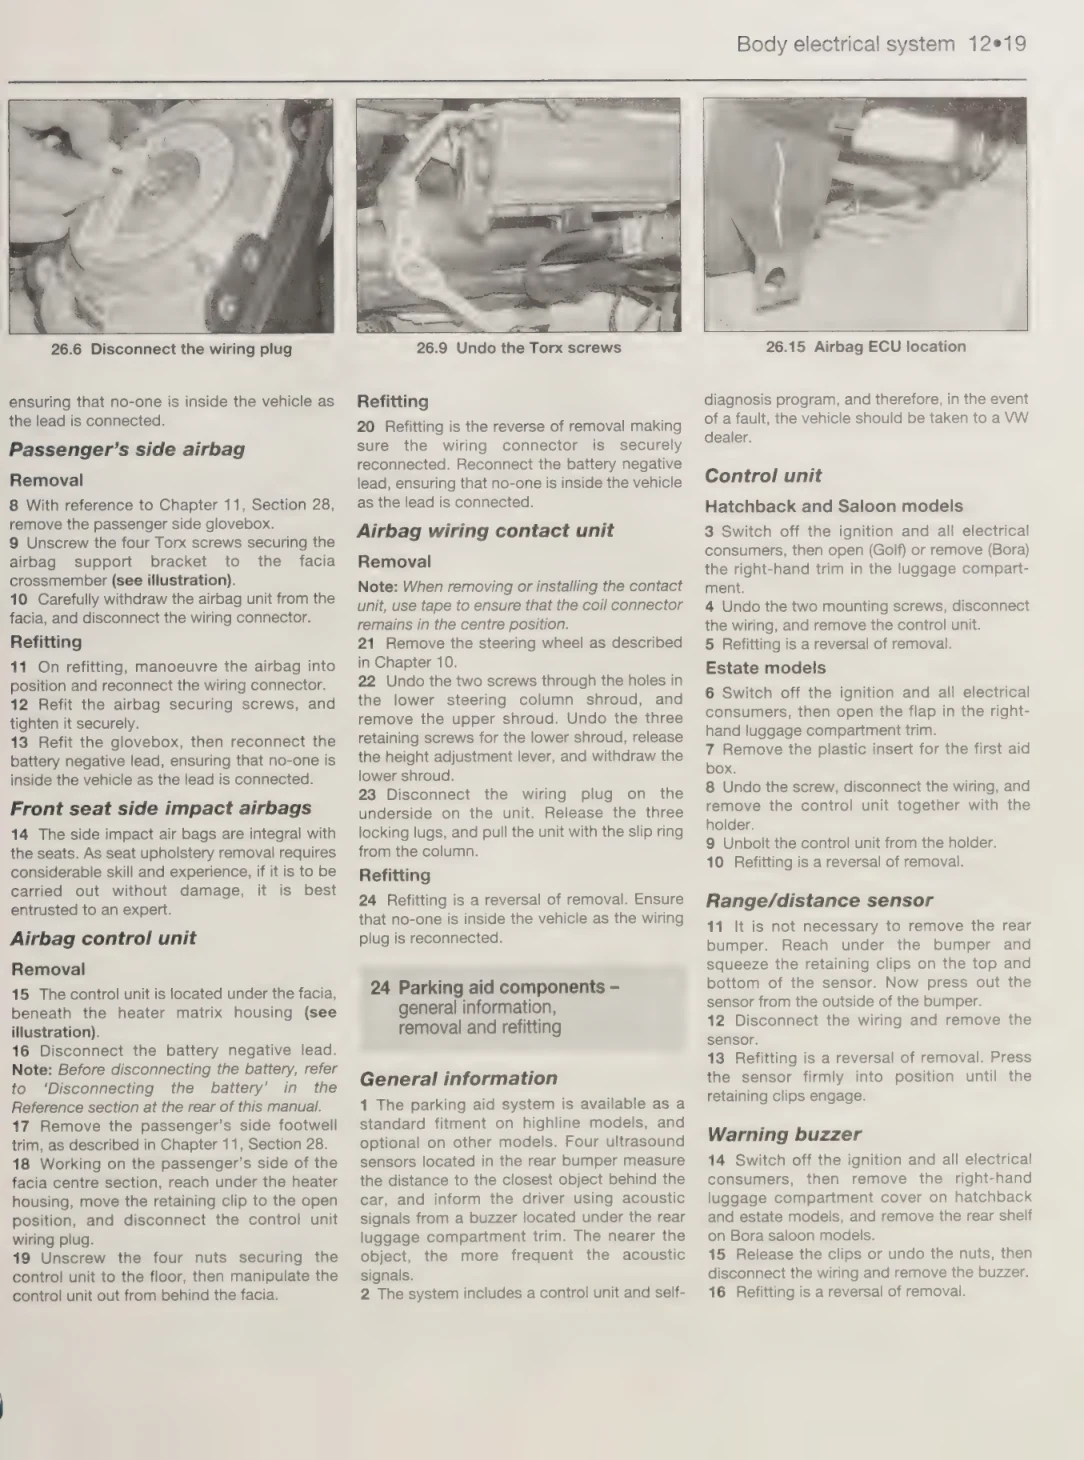 Body electrical system 12•19
26.6 Disconnect the wiring plug
26.9 Undo the Torx screws
26.15 Airbag ECU location
ensuring that no-one is inside the vehicle as
the lead is connected.
Passenger's side airbag
Removal
8 With reference to Chapter 11, Section 28,
remove the passenger side glovebox.
9 Unscrew the four Torx screws securing the
airbag support bracket to the facia
crossmember (see illustration).
10 Carefully withdraw the airbag unit from the
facia, and disconnect the wiring connector.
Refitting
11 On refitting, manoeuvre the airbag into
position and reconnect the wiring connector.
12 Refit the airbag securing screws, and
tighten it securely.
13 Refit the glovebox, then reconnect the
battery negative lead, ensuring that no-one is
inside the vehicle as the lead is connected.
Front seat side impact airbags
14 The side impact air bags are integral with
the seats. As seat upholstery removal requires
considerable skill and experience, if it is to be
carried out without damage, it is best
entrusted to an expert.
Airbag control unit
Removal
15 The control unit is located under the facia,
beneath the heater matrix housing (see
illustration).
16 Disconnect the battery negative lead.
Note: Before disconnecting the battery, refer
to 'Disconnecting the battery' in the
Reference section at the rear of this manual.
17 Remove the passenger's side footwell
trim, as described in Chapter 11, Section 28.
18 Working on the passenger's side of the
facia centre section, reach under the heater
housing, move the retaining clip to the open
position, and disconnect the control unit
wiring plug.
19 Unscrew the four nuts securing the
control unit to the floor, then manipulate the
control unit out from behind the facia.
Refitting
20 Refitting is the reverse of removal making
sure the wiring connector is securely
reconnected. Reconnect the battery negative
lead, ensuring that no-one is inside the vehicle
as the lead is connected.
Airbag wiring contact unit
Removal
Note: When removing or installing the contact
unit, use tape to ensure that the coil connector
remains in the centre position.
21 Remove the steering wheel as described
in Chapter 10.
22 Undo the two screws through the holes in
the lower steering column shroud, and
remove the upper shroud. Undo the three
retaining screws for the lower shroud, release
the height adjustment lever, and withdraw the
lower shroud.
23 Disconnect the wiring plug on the
underside on the unit. Release the three
locking lugs, and pull the unit with the slip ring
from the column.
Refitting
24 Refitting is a reversal of removal. Ensure
that no-one is inside the vehicle as the wiring
plug is reconnected.
24 Parking aid components –
general information,
removal and refitting
General information
1 The parking aid system is available as a
standard fitment on highline models, and
optional on other models. Four ultrasound
sensors located in the rear bumper measure
the distance to the closest object behind the
car, and inform the driver using acoustic
signals from a buzzer located under the rear
luggage compartment trim. The nearer the
object, the more frequent the acoustic
signals.
2 The system includes a control unit and self-
diagnosis program, and therefore, in the event
of a fault, the vehicle should be taken to a VW
dealer.
Control unit
Hatchback and Saloon models
3 Switch off the ignition and all electrical
consumers, then open (Golf) or remove (Bora)
the right-hand trim in the luggage compart-
ment.
4 Undo the two mounting screws, disconnect
the wiring, and remove the control unit.
5 Refitting is a reversal of removal.
Estate models
6 Switch off the ignition and all electrical
consumers, then open the flap in the right-
hand luggage compartment trim.
7 Remove the plastic insert for the first aid
box.
8 Undo the screw, disconnect the wiring, and
remove the control unit together with the
holder.
9 Unbolt the control unit from the holder.
10 Refitting is a reversal of removal.
Range/distance sensor
11 It is not necessary to remove the rear
bumper. Reach under the bumper and
squeeze the retaining clips on the top and
bottom of the sensor. Now press out the
sensor from the outside of the bumper.
12 Disconnect the wiring and remove the
sensor.
13 Refitting is a reversal of removal. Press
the sensor firmly into position until the
retaining clips engage.
Warning buzzer
14 Switch off the ignition and all electrical
consumers, then remove the right-hand
luggage compartment cover on hatchback
and estate models, and remove the rear shelf
on Bora saloon models.
15 Release the clips or undo the nuts, then
disconnect the wiring and remove the buzzer.
16 Refitting is a reversal of removal.